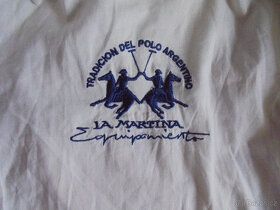 TRADICION DEL POLO ARGENTINO
LA MARTINA
Equipamiento